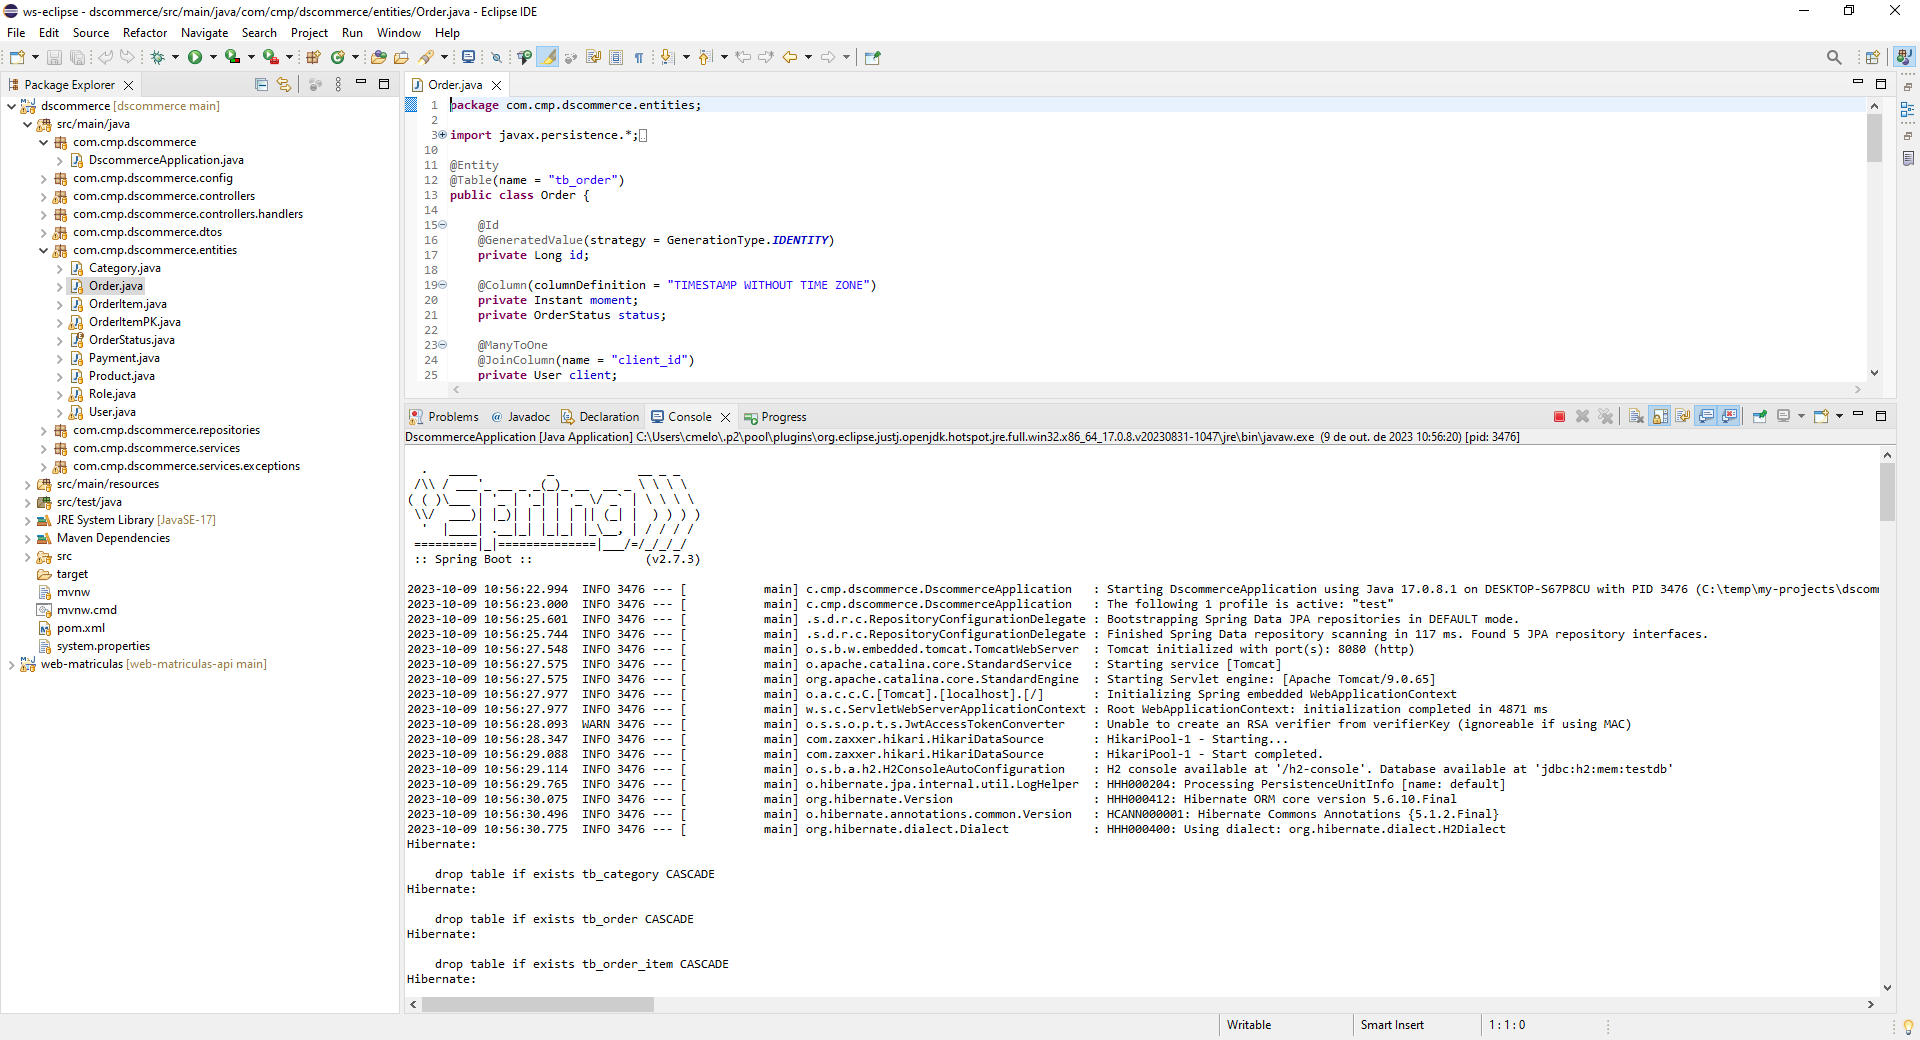 ws-eclipse - dscommerce/src/main/java/com/cmp/dscommerce/entities/Order.java - Eclipse IDE
File Edit Source Refactor Navigate Search Project Run Window Help
Package Explorer
dscommerce [dscommerce main]
src/main/java
com.cmp.dscommerce
DscommerceApplication.java
com.cmp.dscommerce.config
com.cmp.dscommerce.controllers
com.cmp.dscommerce.controllers.handlers
com.cmp.dscommerce.dtos
com.cmp.dscommerce.entities
Category.java
Order.java
OrderItem.java
OrderItemPK.java
OrderStatus.java
Payment.java
Product.java
Role.java
User.java
com.cmp.dscommerce.repositories
com.cmp.dscommerce.services
com.cmp.dscommerce.services.exceptions
src/main/resources
src/test/java
JRE System Library [JavaSE-17]
Maven Dependencies
src
target
mvnw
mvnw.cmd
pom.xml
system.properties
web-matriculas [web-matriculas-api main]
Order.java
1 package com.cmp.dscommerce.entities;
2
3 import javax.persistence.*;
10
11 @Entity
12 @Table(name = "tb_order")
13 public class Order {
14
15 @Id
16 @GeneratedValue(strategy = GenerationType.IDENTITY)
17 private Long id;
18
19 @Column(columnDefinition = "TIMESTAMP WITHOUT TIME ZONE")
20 private Instant moment;
21 private OrderStatus status;
22
23 @ManyToOne
24 @JoinColumn(name = "client_id")
25 private User client;
Problems @ Javadoc Declaration Console Progress
DscommerceApplication [Java Application] C:\Users\cmelo\.p2\pool\plugins\org.eclipse.justj.openjdk.hotspot.jre.full.win32.x86_64_17.0.8.v20230831-1047\jre\bin\javaw.exe (9 de out. de 2023 10:56:20) [pid: 3476]
Spring
:: Spring Boot :: (v2.7.3)
2023-10-09 10:56:22.994 INFO 3476 --- [ main] c.cmp.dscommerce.DscommerceApplication : Starting DscommerceApplication using Java 17.0.8.1 on DESKTOP-S67P8CU with PID 3476 (C:\temp\my-projects\dscomm
2023-10-09 10:56:23.000 INFO 3476 --- [ main] c.cmp.dscommerce.DscommerceApplication : The following 1 profile is active: "test"
2023-10-09 10:56:25.601 INFO 3476 --- [ main] .s.d.r.c.RepositoryConfigurationDelegate : Bootstrapping Spring Data JPA repositories in DEFAULT mode.
2023-10-09 10:56:25.744 INFO 3476 --- [ main] .s.d.r.c.RepositoryConfigurationDelegate : Finished Spring Data repository scanning in 117 ms. Found 5 JPA repository interfaces.
2023-10-09 10:56:27.548 INFO 3476 --- [ main] o.s.b.w.embedded.tomcat.TomcatWebServer : Tomcat initialized with port(s): 8080 (http)
2023-10-09 10:56:27.575 INFO 3476 --- [ main] o.apache.catalina.core.StandardService : Starting service [Tomcat]
2023-10-09 10:56:27.575 INFO 3476 --- [ main] org.apache.catalina.core.StandardEngine : Starting Servlet engine: [Apache Tomcat/9.0.65]
2023-10-09 10:56:27.977 INFO 3476 --- [ main] o.a.c.c.C.[Tomcat].[localhost].[/] : Initializing Spring embedded WebApplicationContext
2023-10-09 10:56:27.977 INFO 3476 --- [ main] w.s.c.ServletWebServerApplicationContext : Root WebApplicationContext: initialization completed in 4871 ms
2023-10-09 10:56:28.093 WARN 3476 --- [ main] o.s.s.o.p.t.s.JwtAccessTokenConverter : Unable to create an RSA verifier from verifierKey (ignoreable if using MAC)
2023-10-09 10:56:28.347 INFO 3476 --- [ main] com.zaxxer.hikari.HikariDataSource : HikariPool-1 - Starting...
2023-10-09 10:56:29.088 INFO 3476 --- [ main] com.zaxxer.hikari.HikariDataSource : HikariPool-1 - Start completed.
2023-10-09 10:56:29.114 INFO 3476 --- [ main] o.s.b.a.h2.H2ConsoleAutoConfiguration : H2 console available at '/h2-console'. Database available at 'jdbc:h2:mem:testdb'
2023-10-09 10:56:29.765 INFO 3476 --- [ main] o.hibernate.jpa.internal.util.LogHelper : HHH000204: Processing PersistenceUnitInfo [name: default]
2023-10-09 10:56:30.075 INFO 3476 --- [ main] org.hibernate.Version : HHH000412: Hibernate ORM core version 5.6.10.Final
2023-10-09 10:56:30.496 INFO 3476 --- [ main] o.hibernate.annotations.common.Version : HCANN000001: Hibernate Commons Annotations {5.1.2.Final}
2023-10-09 10:56:30.775 INFO 3476 --- [ main] org.hibernate.dialect.Dialect : HHH000400: Using dialect: org.hibernate.dialect.H2Dialect
Hibernate:
drop table if exists tb_category CASCADE
Hibernate:
drop table if exists tb_order CASCADE
Hibernate:
drop table if exists tb_order_item CASCADE
Hibernate:
Writable Smart Insert 1 : 1 : 0